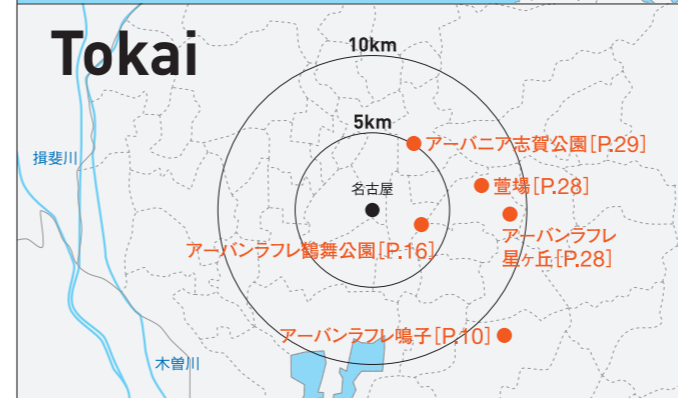 Tokai
10km
5km
アーバニア志賀公園[P.29]
揖斐川
萱場[P.28]
名古屋
アーバンラフレ
星ヶ丘[P.28]
アーバンラフレ鶴舞公園[P.16]
アーバンラフレ鳴子[P.10]
木曽川